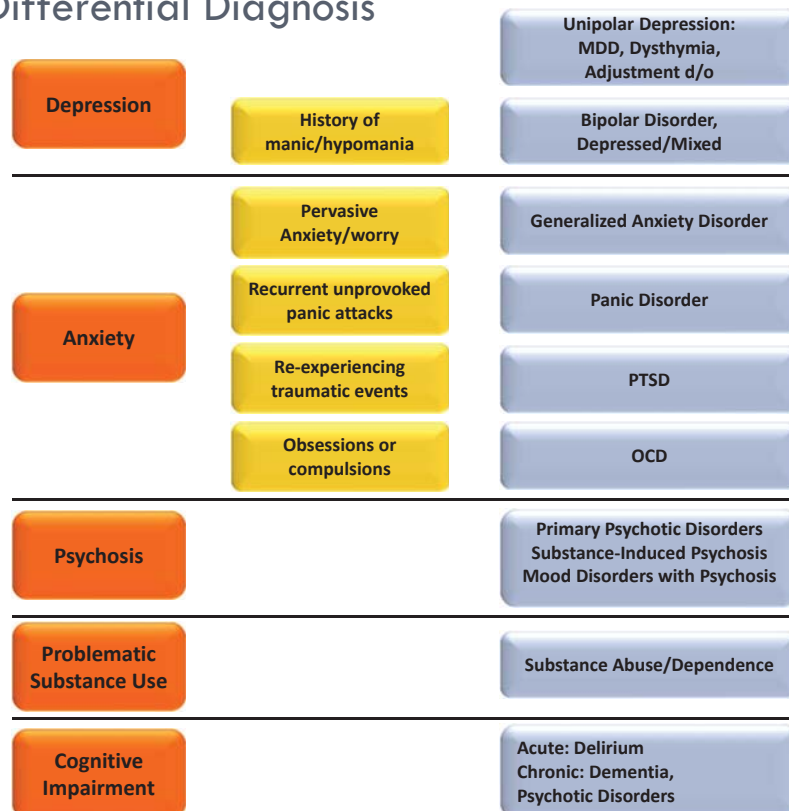 Differential Diagnosis
Depression
History of
manic/hypomania
Unipolar Depression:
MDD, Dysthymia,
Adjustment d/o
Bipolar Disorder,
Depressed/Mixed
Anxiety
Pervasive
Anxiety/worry
Generalized Anxiety Disorder
Recurrent unprovoked
panic attacks
Panic Disorder
Re-experiencing
traumatic events
PTSD
Obsessions or
compulsions
OCD
Psychosis
Primary Psychotic Disorders
Substance-Induced Psychosis
Mood Disorders with Psychosis
Problematic
Substance Use
Substance Abuse/Dependence
Cognitive
Impairment
Acute: Delirium
Chronic: Dementia,
Psychotic Disorders